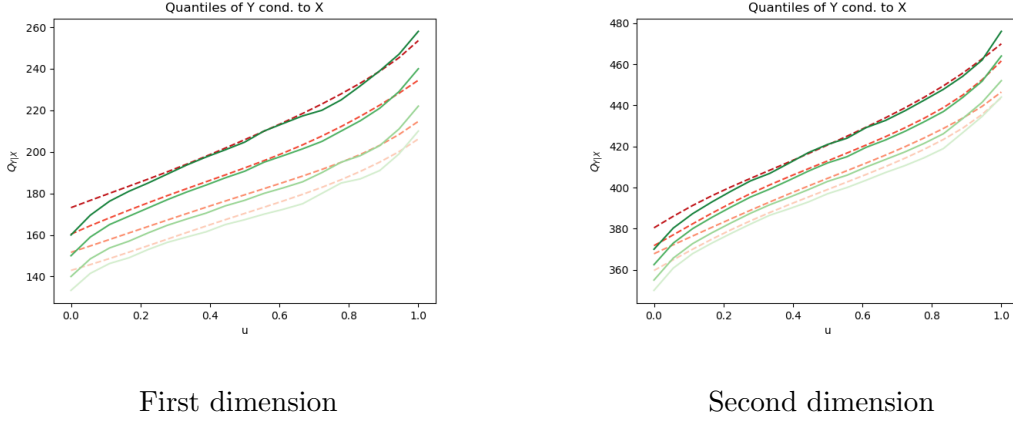 Quantiles of Y cond. to X
260
240
220
200
180
160
140
Q_{Y|X}
0.0 0.2 0.4 0.6 0.8 1.0
u
First dimension
Quantiles of Y cond. to X
480
460
440
420
400
380
360
Q_{Y|X}
0.0 0.2 0.4 0.6 0.8 1.0
u
Second dimension